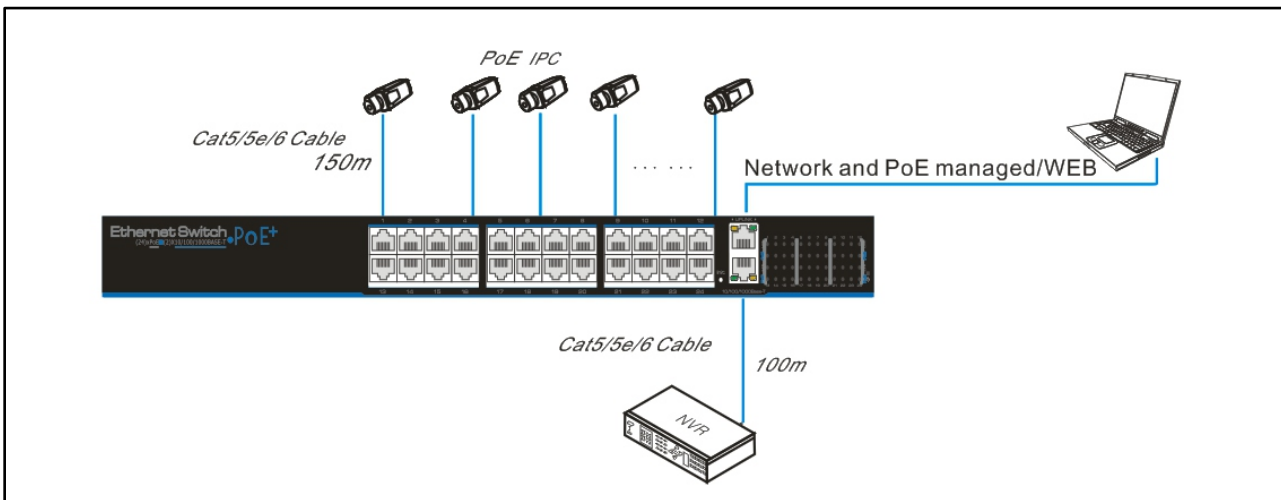 PoE IPC
Cat5/5e/6 Cable
150m
... ...
Network and PoE managed/WEB
Ethernet Switch
PoE+
1 2 3 4 5 6 7 8 9 10 11 12
UPLINK
13 14 15 16 17 18 19 20 21 22 23 24
Cat5/5e/6 Cable
100m
NVR